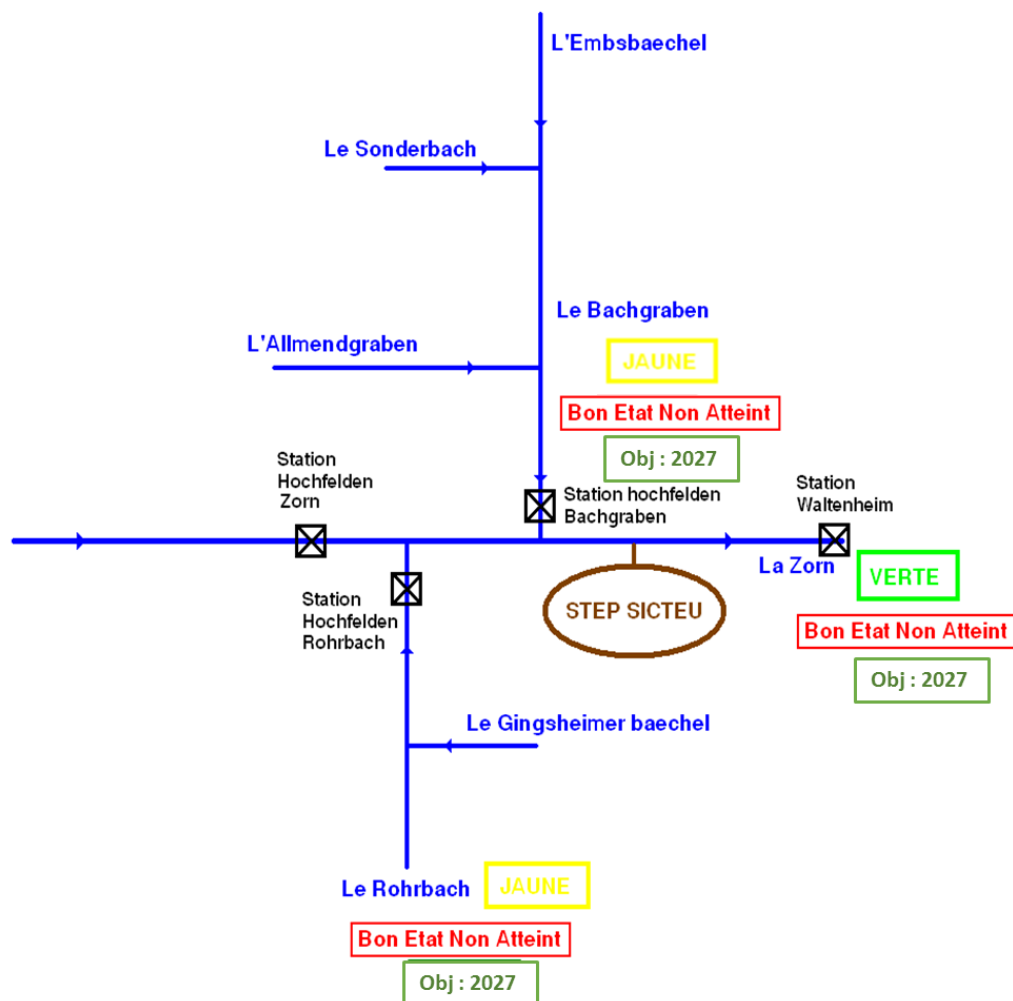 L'Embsbaechel
Le Sonderbach
Le Bachgraben
L'Allmendgraben
JAUNE
Bon Etat Non Atteint
Obj : 2027
Station
Hochfelden
Zorn
Station hochfelden
Bachgraben
Station
Waltenheim
La Zorn
VERTE
Bon Etat Non Atteint
Obj : 2027
Station
Hochfelden
Rohrbach
STEP SICTEU
Le Gingsheimer baechel
Le Rohrbach
JAUNE
Bon Etat Non Atteint
Obj : 2027